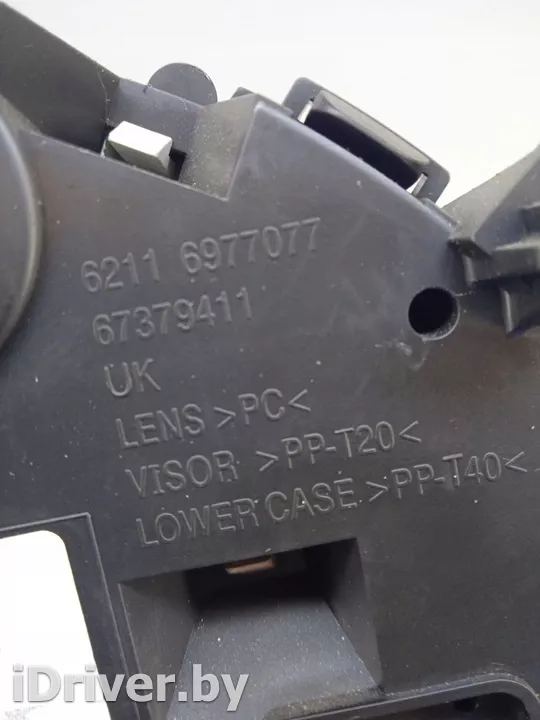 6211 6977077
67379411
UK
LENS >PC<
VISOR >PP-T20<
LOWER CASE >PP-T40<
iDriver.by